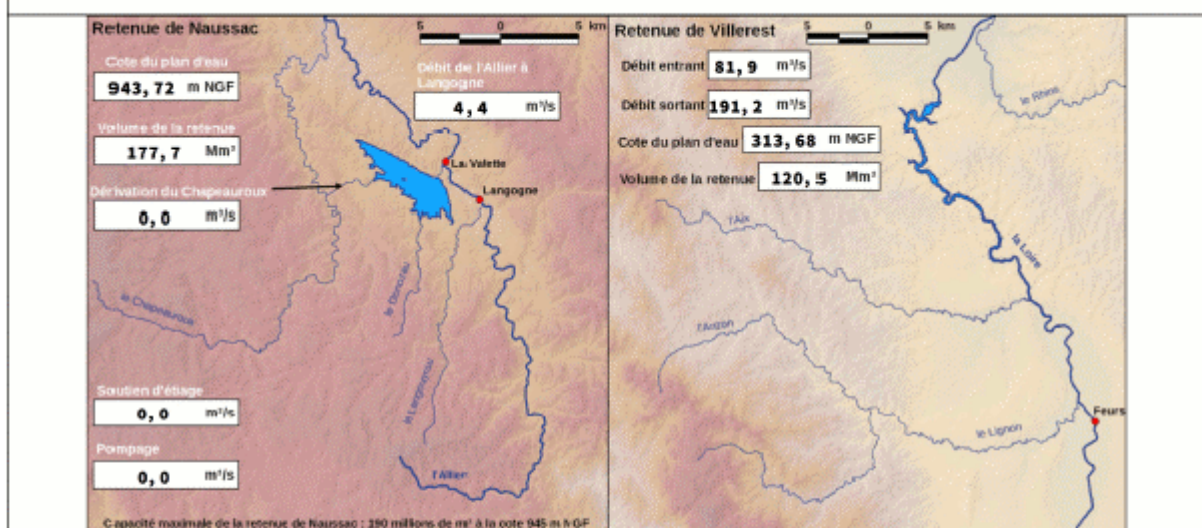 Retenue de Naussac
5 0 5 km
Cote du plan d'eau
943,72 m NGF
Débit de l'Allier à
Langogne
4,4 m³/s
Volume de la retenue
177,7 Mm³
La Valette
Langogne
Dérivation du Chapeauroux
0,0 m³/s
le Chapeauroux
le Donozau
le Langouyrou
Soutien d'étiage
0,0 m³/s
Pompage
0,0 m³/s
l'Allier
Capacité maximale de la retenue de Naussac : 190 millions de m³ à la cote 945 m NGF
Retenue de Villerest
5 0 5 km
Débit entrant 81,9 m³/s
Débit sortant 191,2 m³/s
Cote du plan d'eau 313,68 m NGF
Volume de la retenue 120,5 Mm³
le Rhins
l'Aix
la Loire
l'Anzon
le Lignon
Feurs